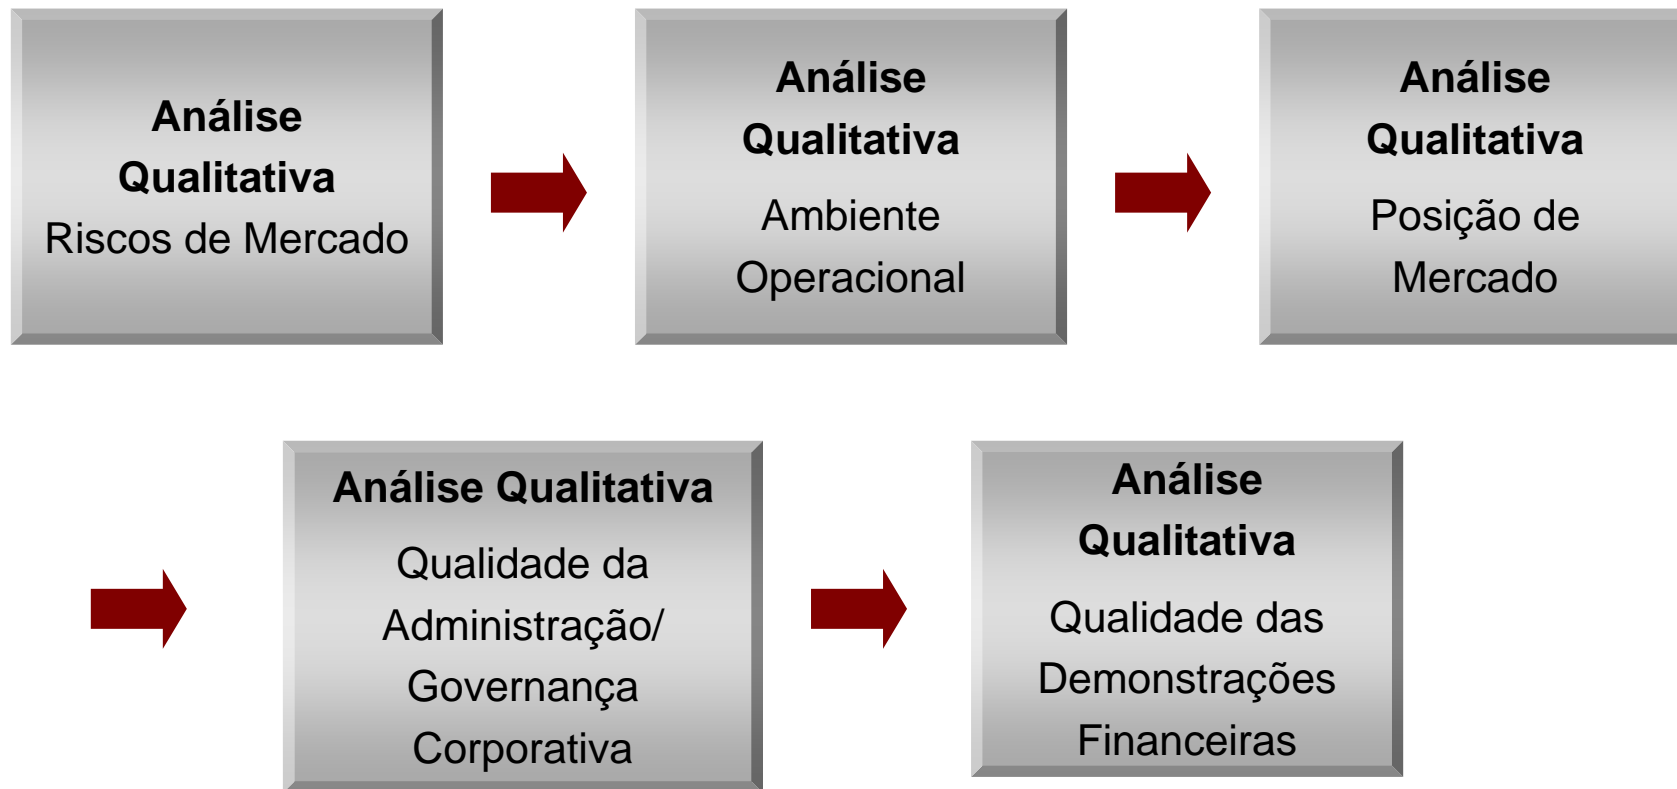 Análise
Qualitativa
Riscos de Mercado
Análise
Qualitativa
Ambiente
Operacional
Análise
Qualitativa
Posição de
Mercado
Análise Qualitativa
Qualidade da
Administração/
Governança
Corporativa
Análise
Qualitativa
Qualidade das
Demonstrações
Financeiras